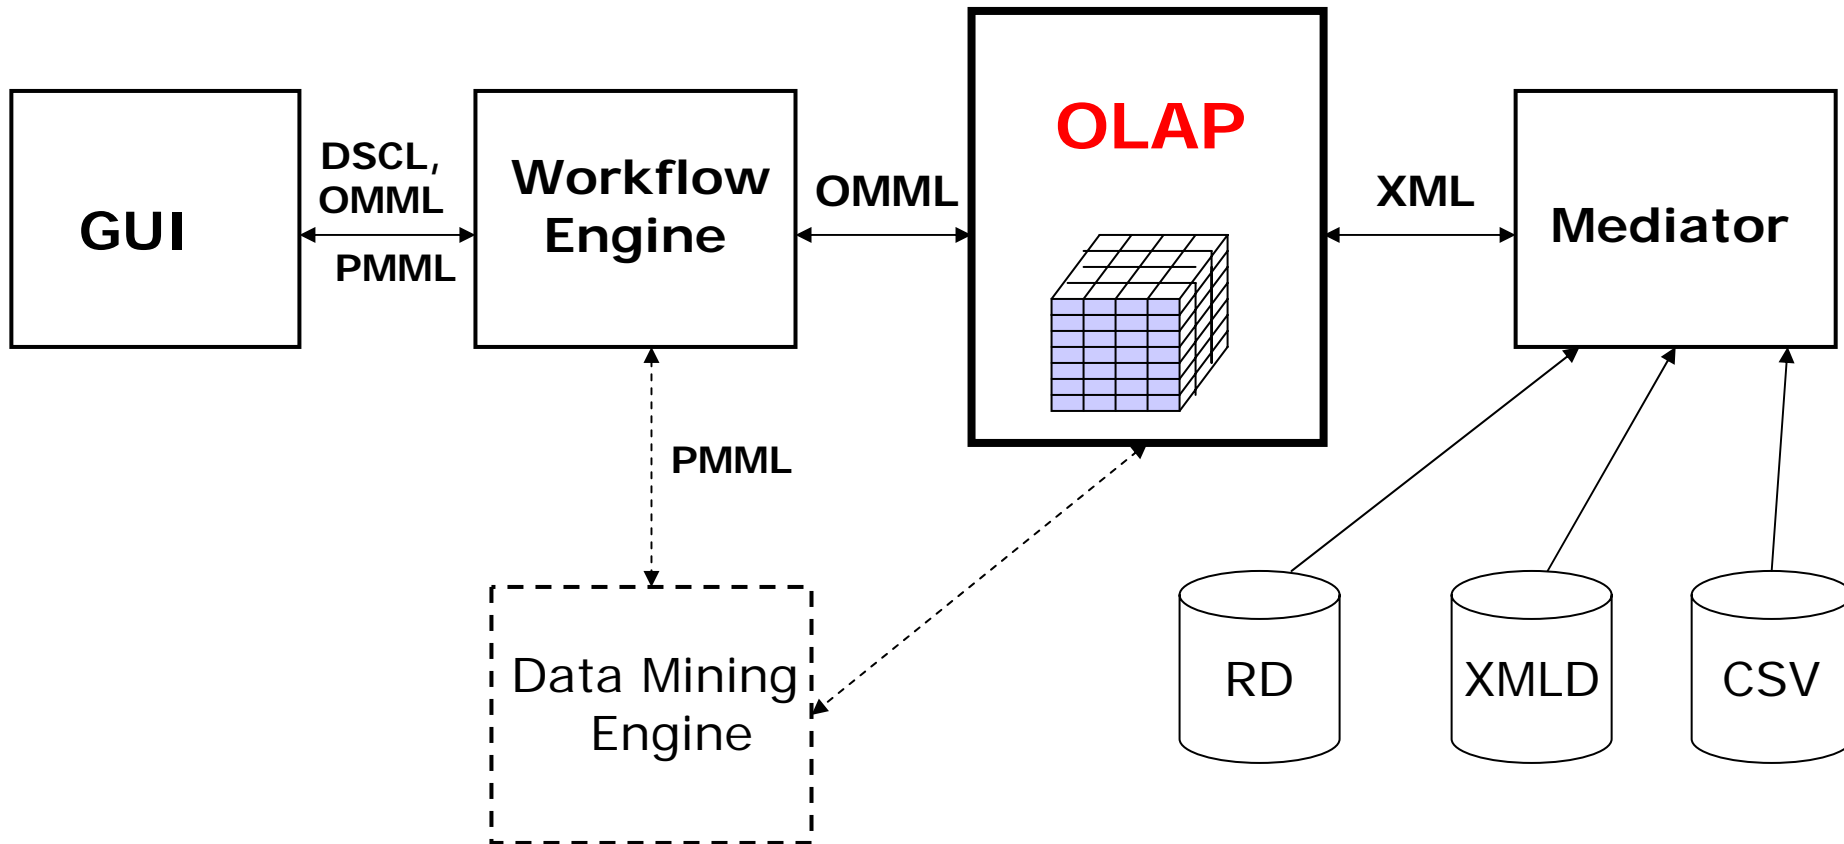 GUI
DSCL,
OMML
PMML
Workflow
Engine
OMML
OLAP
XML
Mediator
PMML
Data Mining
Engine
RD
XMLD
CSV